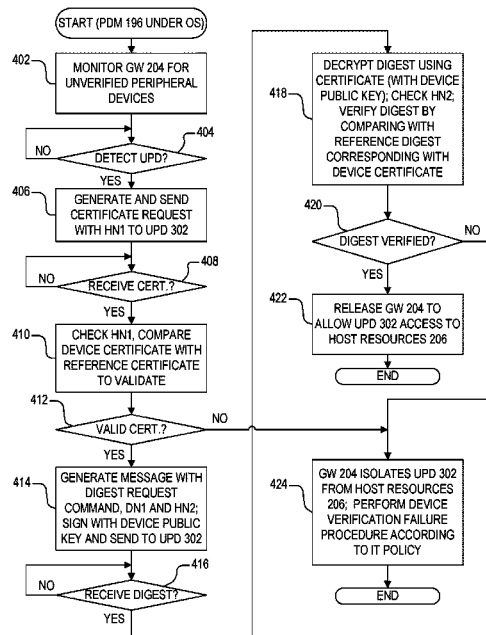 START (PDM 196 UNDER OS)
402
MONITOR GW 204 FOR
UNVERIFIED PERIPHERAL
DEVICES
404
NO
DETECT UPD?
YES
406
GENERATE AND SEND
CERTIFICATE REQUEST
WITH HN1 TO UPD 302
408
NO
RECEIVE CERT.?
YES
410
CHECK HN1, COMPARE
DEVICE CERTIFICATE WITH
REFERENCE CERTIFICATE
TO VALIDATE
412
NO
VALID CERT.?
YES
414
GENERATE MESSAGE WITH
DIGEST REQUEST
COMMAND, DN1 AND HN2;
SIGN WITH DEVICE PUBLIC
KEY AND SEND TO UPD 302
416
NO
RECEIVE DIGEST?
YES
418
DECRYPT DIGEST USING
CERTIFICATE (WITH DEVICE
PUBLIC KEY); CHECK HN2;
VERIFY DIGEST BY
COMPARING WITH
REFERENCE DIGEST
CORRESPONDING WITH
DEVICE CERTIFICATE
420
NO
DIGEST VERIFIED?
YES
422
RELEASE GW 204 TO
ALLOW UPD 302 ACCESS TO
HOST RESOURCES 206
END
424
GW 204 ISOLATES UPD 302
FROM HOST RESOURCES
206; PERFORM DEVICE
VERIFICATION FAILURE
PROCEDURE ACCORDING
TO IT POLICY
END